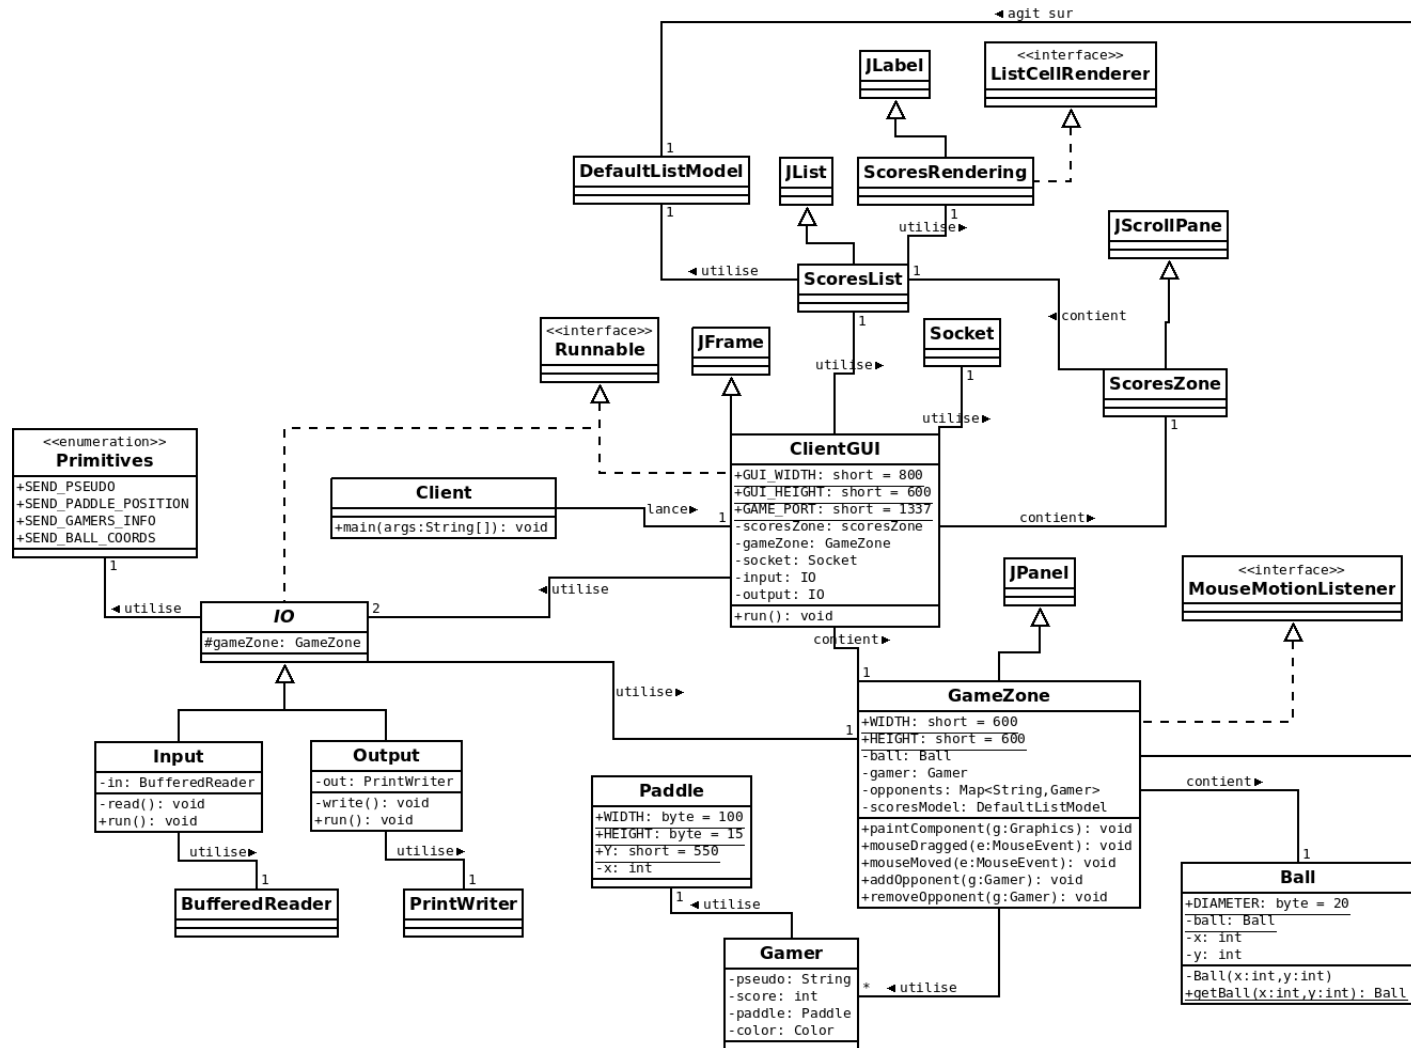 ◄ agit sur
<<interface>>
ListCellRenderer
JLabel
1
DefaultListModel
1
JList
ScoresRendering
1
utilise►
JScrollPane
◄ utilise
ScoresList
1
1
◄contient
<<interface>>
Runnable
JFrame
Socket
1
utilise►
ScoresZone
1
utilise►
<<enumeration>>
Primitives
+SEND_PSEUDO
+SEND_PADDLE_POSITION
+SEND_GAMERS_INFO
+SEND_BALL_COORDS
1
Client
+main(args:String[]): void
lance►
1
ClientGUI
+GUI_WIDTH: short = 800
+GUI_HEIGHT: short = 600
+GAME_PORT: short = 1337
-scoresZone: scoresZone
-gameZone: GameZone
-socket: Socket
-input: IO
-output: IO
+run(): void
contient►
contient►
1
JPanel
<<interface>>
MouseMotionListener
◄ utilise
◄ utilise
2
IO
#gameZone: GameZone
utilise►
1
GameZone
+WIDTH: short = 600
+HEIGHT: short = 600
-ball: Ball
-gamer: Gamer
-opponents: Map<String,Gamer>
-scoresModel: DefaultListModel
+paintComponent(g:Graphics): void
+mouseDragged(e:MouseEvent): void
+mouseMoved(e:MouseEvent): void
+addOpponent(g:Gamer): void
+removeOpponent(g:Gamer): void
contient►
1
Input
-in: BufferedReader
-read(): void
+run(): void
utilise►
1
BufferedReader
Output
-out: PrintWriter
-write(): void
+run(): void
utilise►
1
PrintWriter
Paddle
+WIDTH: byte = 100
+HEIGHT: byte = 15
+Y: short = 550
-x: int
1
◄ utilise
Gamer
-pseudo: String
-score: int
-paddle: Paddle
-color: Color
*
◄ utilise
Ball
+DIAMETER: byte = 20
-ball: Ball
-x: int
-y: int
-Ball(x:int,y:int)
+getBall(x:int,y:int): Ball